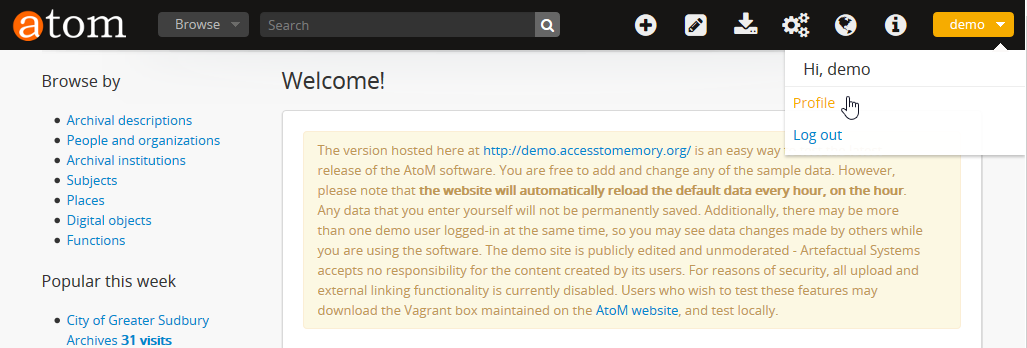 atom Browse Search demo
Hi, demo
Profile
Log out
Browse by
Archival descriptions
People and organizations
Archival institutions
Subjects
Places
Digital objects
Functions
Popular this week
City of Greater Sudbury
Archives 31 visits
Welcome!
The version hosted here at http://demo.accesstomemory.org/ is an easy way
release of the AtoM software. You are free to add and change any of the sample data. However,
please note that the website will automatically reload the default data every hour, on the hour.
Any data that you enter yourself will not be permanently saved. Additionally, there may be more
than one demo user logged-in at the same time, so you may see data changes made by others while
you are using the software. The demo site is publicly edited and unmoderated - Artefactual Systems
accepts no responsibility for the content created by its users. For reasons of security, all upload and
external linking functionality is currently disabled. Users who wish to test these features may
download the Vagrant box maintained on the AtoM website, and test locally.